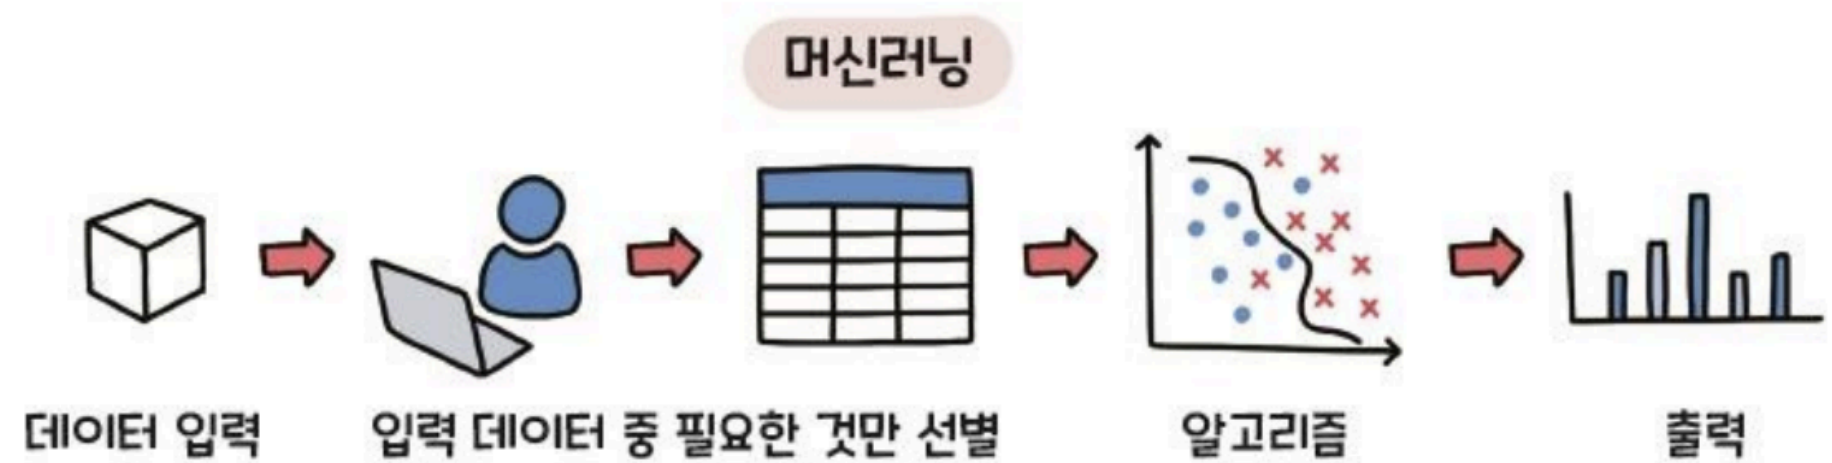 머신러닝
데이터 입력
입력 데이터 중 필요한 것만 선별
알고리즘
출력